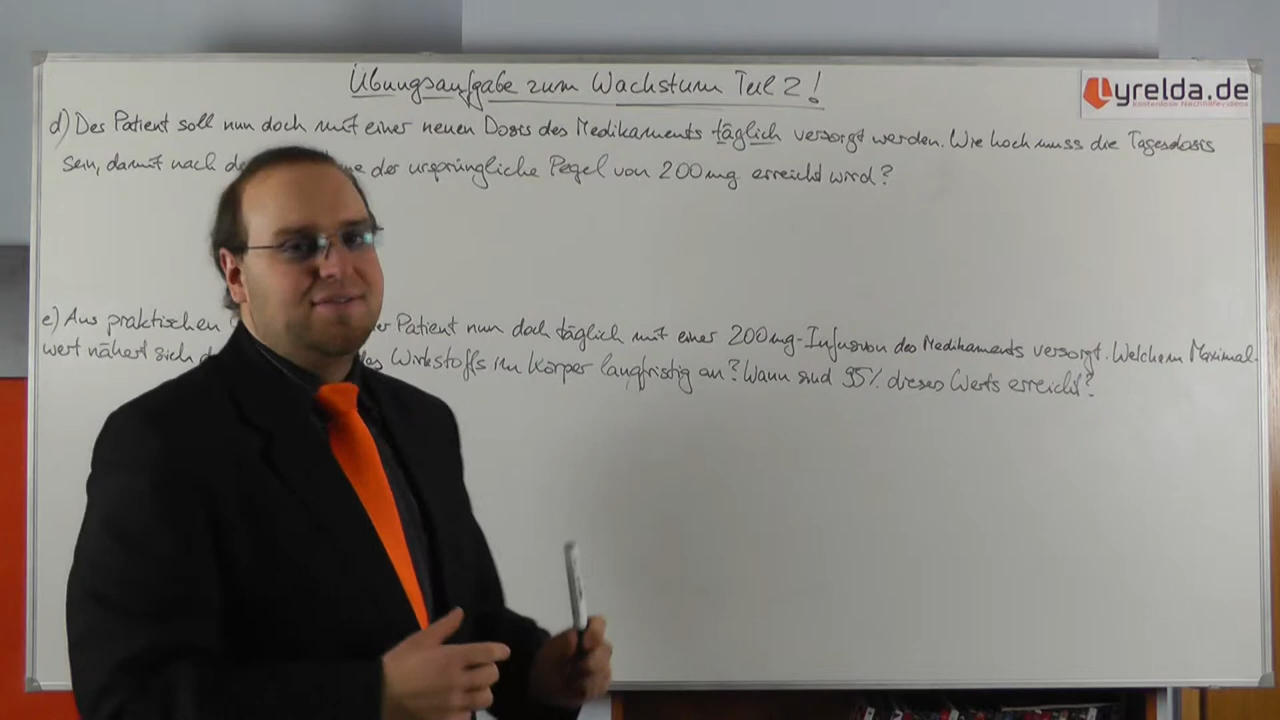 Übungsaufgabe zum Wachstum Teil 2!
Lyrelda.de
kostenlose Nachhilfevideos
d) Der Patient soll nun doch mit einer neuen Dosis des Medikaments täglich versorgt werden. Wie hoch muss die Tagesdosis
sein, damit nach de der ursprüngliche Pegel von 200mg erreicht wird?
e) Aus praktischen Patient nun doch täglich mit einer 200mg-Infusion des Medikaments versorgt. Welchem Maximal-
wert nähert sich d des Wirkstoffs im Körper langfristig an? Wann sind 95% dieses Werts erreicht?